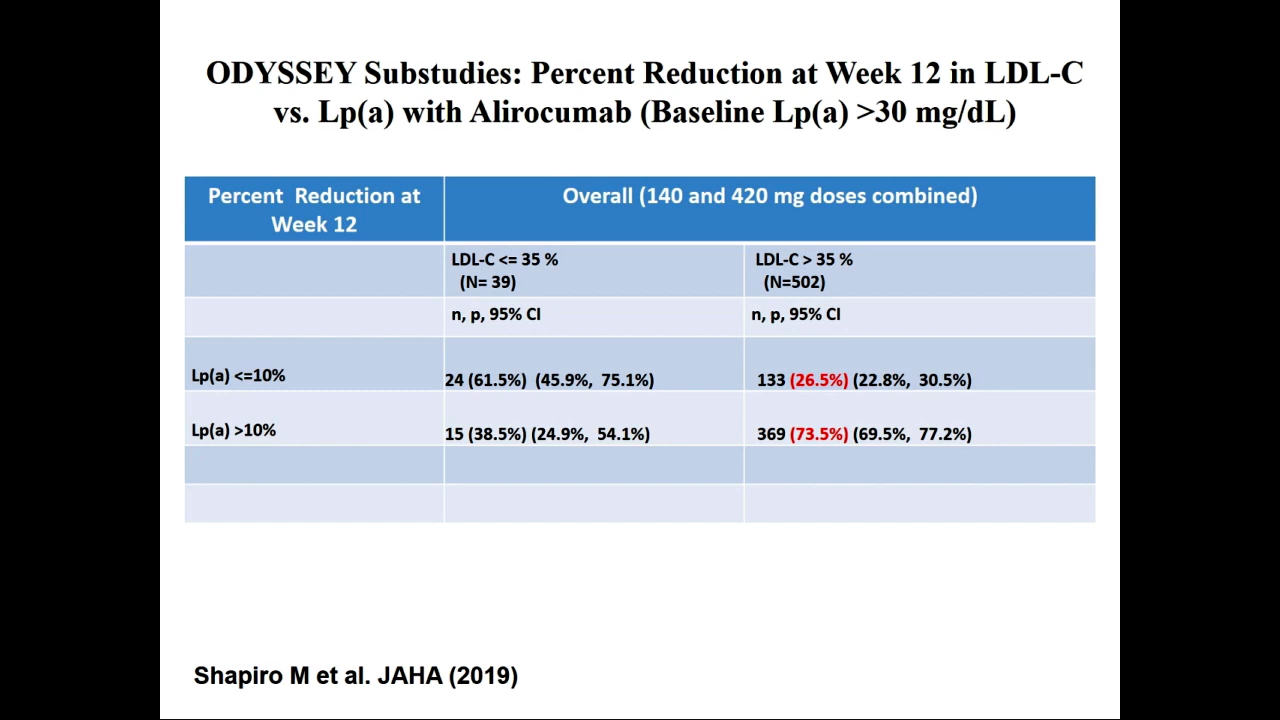 ODYSSEY Substudies: Percent Reduction at Week 12 in LDL-C
vs. Lp(a) with Alirocumab (Baseline Lp(a) >30 mg/dL)
Percent Reduction at
Week 12
Overall (140 and 420 mg doses combined)
LDL-C <= 35 %
(N= 39)
LDL-C > 35 %
(N=502)
n, p, 95% CI
n, p, 95% CI
Lp(a) <=10%
24 (61.5%) (45.9%, 75.1%)
133 (26.5%) (22.8%, 30.5%)
Lp(a) >10%
15 (38.5%) (24.9%, 54.1%)
369 (73.5%) (69.5%, 77.2%)
Shapiro M et al. JAHA (2019)